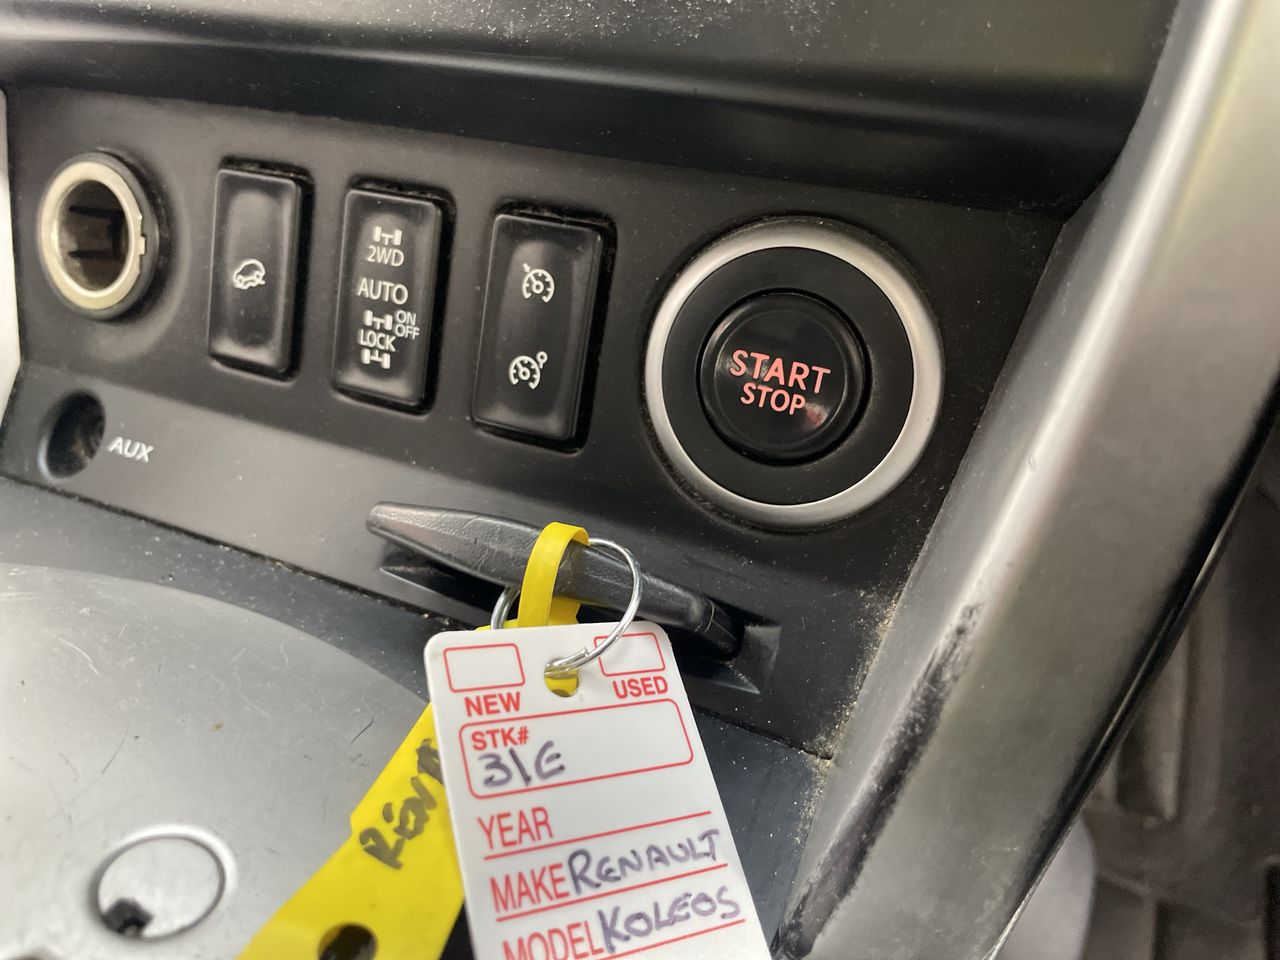 2WD
AUTO
ON
OFF
LOCK
START
STOP
AUX
NEW
USED
STK#
31E
YEAR
MAKE RENAULT
MODEL KOLEOS